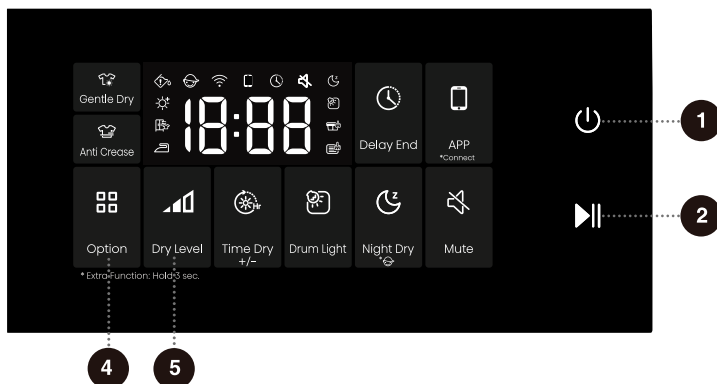 Gentle Dry
Anti Crease
18:88
Delay End
APP
*Connect
Option
Dry Level
Time Dry
+/-
Hr
Drum Light
Night Dry
*
Mute
* Extra Function: Hold 3 sec.
1
2
4
5